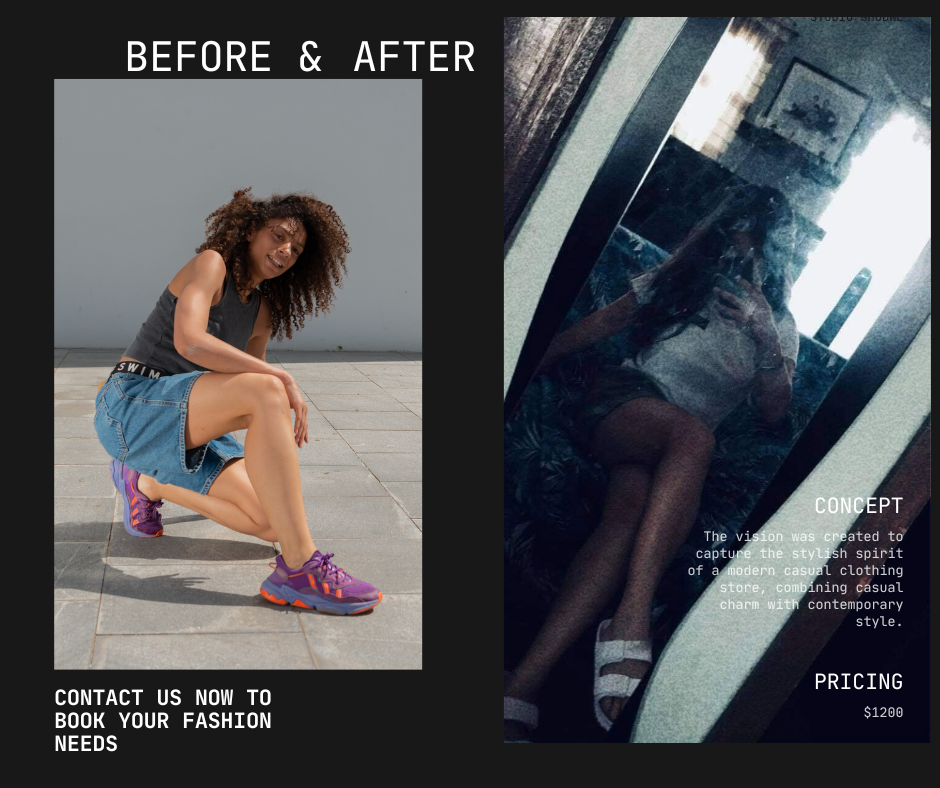 BEFORE & AFTER
SWIM
CONTACT US NOW TO
BOOK YOUR FASHION
NEEDS
CONCEPT
The vision was created to
capture the stylish spirit
of a modern casual clothing
store, combining casual
charm with contemporary
style.
PRICING
$1200